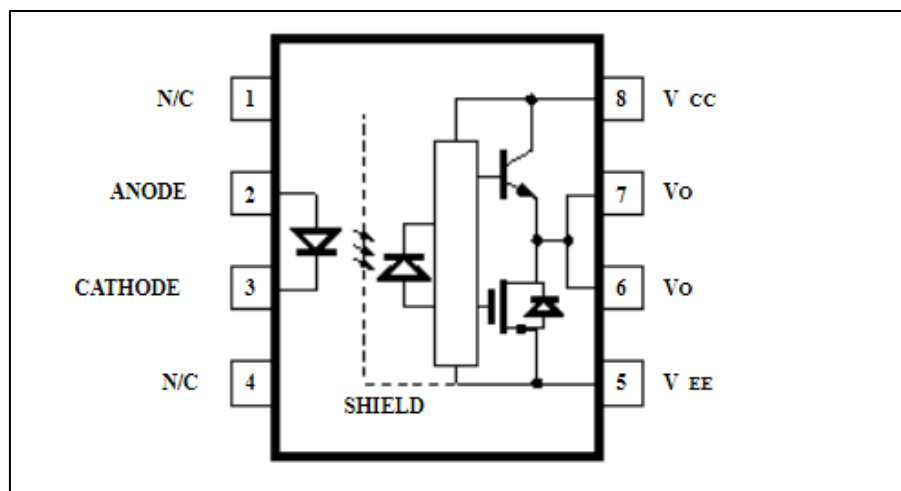 N/C 1 8 V CC
ANODE 2 7 VO
CATHODE 3 6 VO
N/C 4 5 V EE
SHIELD